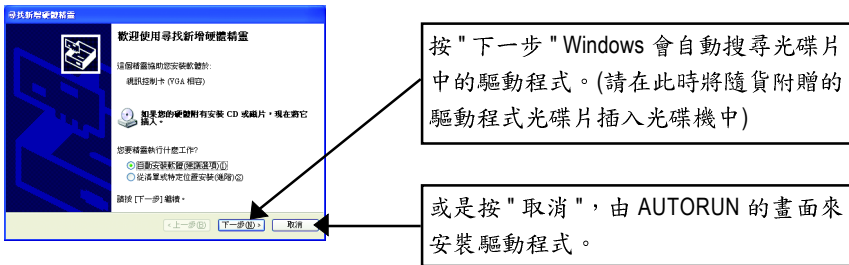 尋找新增硬體精靈
歡迎使用尋找新增硬體精靈
這個精靈協助您安裝軟體於:
視訊控制卡 (VGA 相容)
如果您的硬體附有安裝 CD 或磁片，現在將它
插入。
您要精靈執行什麼工作?
自動安裝軟體(建議選項)(I)
從清單或特定位置安裝(進階)(S)
請按 [下一步] 繼續。
<上一步(B)
下一步(N)>
取消
按 " 下一步 " Windows 會自動搜尋光碟片
中的驅動程式。(請在此時將隨貨附贈的
驅動程式光碟片插入光碟機中)
或是按 " 取消 "，由 AUTORUN 的畫面來
安裝驅動程式。